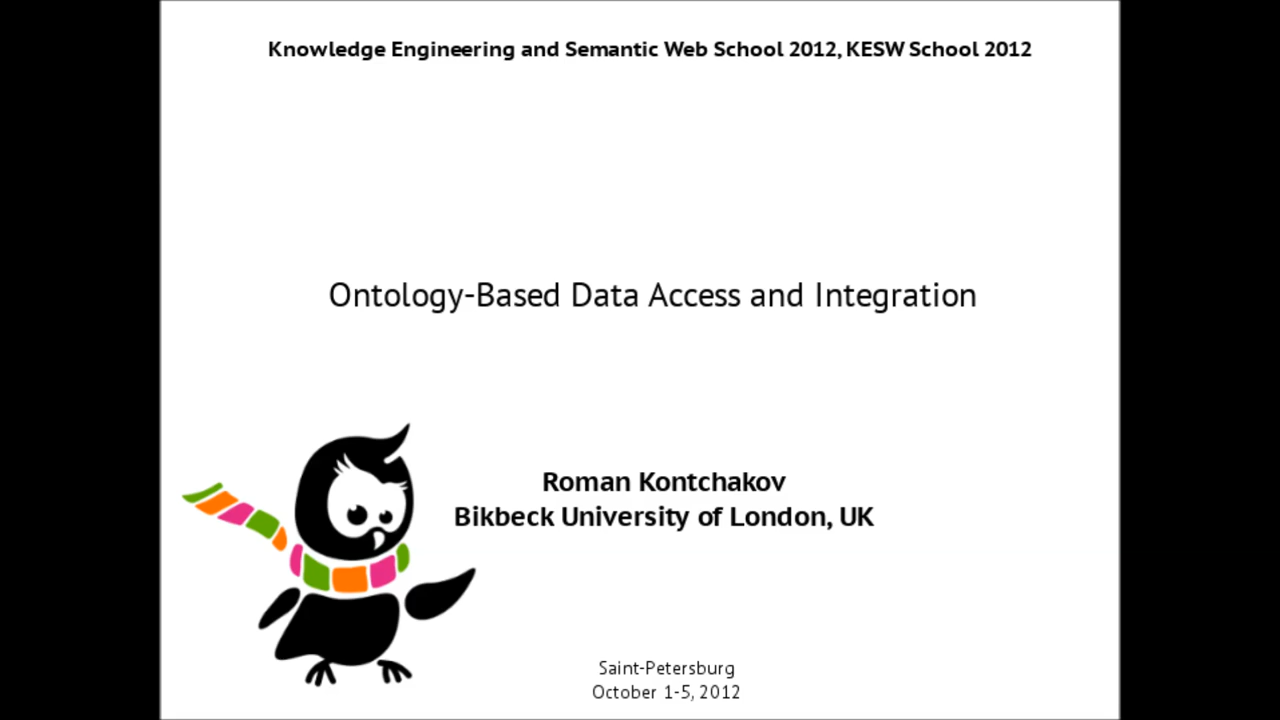 Knowledge Engineering and Semantic Web School 2012, KESW School 2012
Ontology-Based Data Access and Integration
Roman Kontchakov
Bikbeck University of London, UK
Saint-Petersburg
October 1-5, 2012